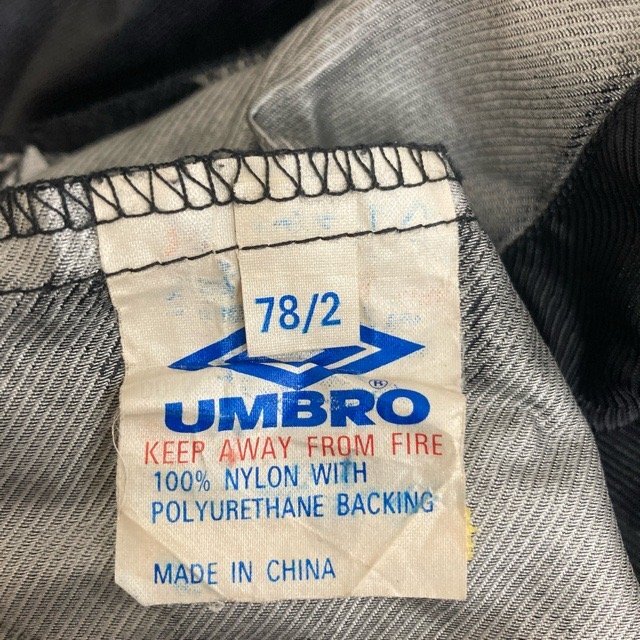 78/2
UMBRO®
KEEP AWAY FROM FIRE
100% NYLON WITH
POLYURETHANE BACKING
MADE IN CHINA